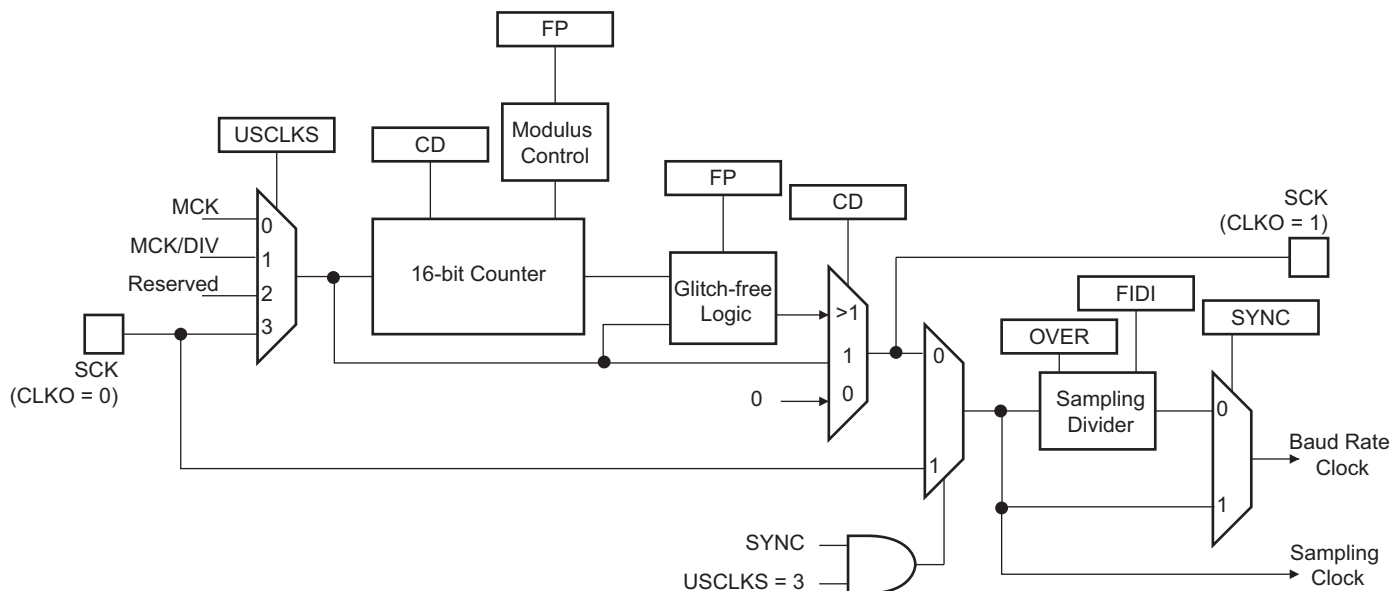 FP
USCLKS
CD
Modulus
Control
FP
CD
MCK
0
MCK/DIV
1
Reserved
2
3
16-bit Counter
Glitch-free
Logic
>1
1
0
0
SCK
(CLKO = 0)
SCK
(CLKO = 1)
0
1
OVER
FIDI
SYNC
Sampling
Divider
0
1
Baud Rate
Clock
SYNC
USCLKS = 3
Sampling
Clock